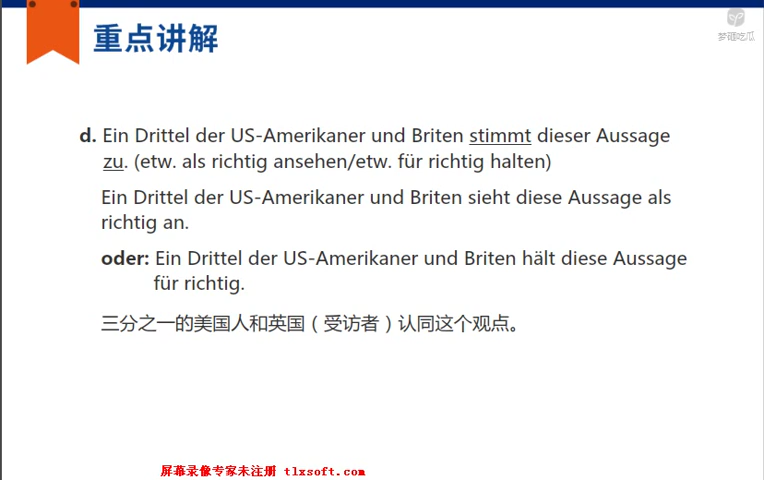 重点讲解
梦砸吃瓜
d. Ein Drittel der US-Amerikaner und Briten stimmt dieser Aussage
zu. (etw. als richtig ansehen/etw. für richtig halten)
Ein Drittel der US-Amerikaner und Briten sieht diese Aussage als
richtig an.
oder: Ein Drittel der US-Amerikaner und Briten hält diese Aussage
für richtig.
三分之一的美国人和英国（受访者）认同这个观点。
屏幕录像专家未注册 tlxsoft.com